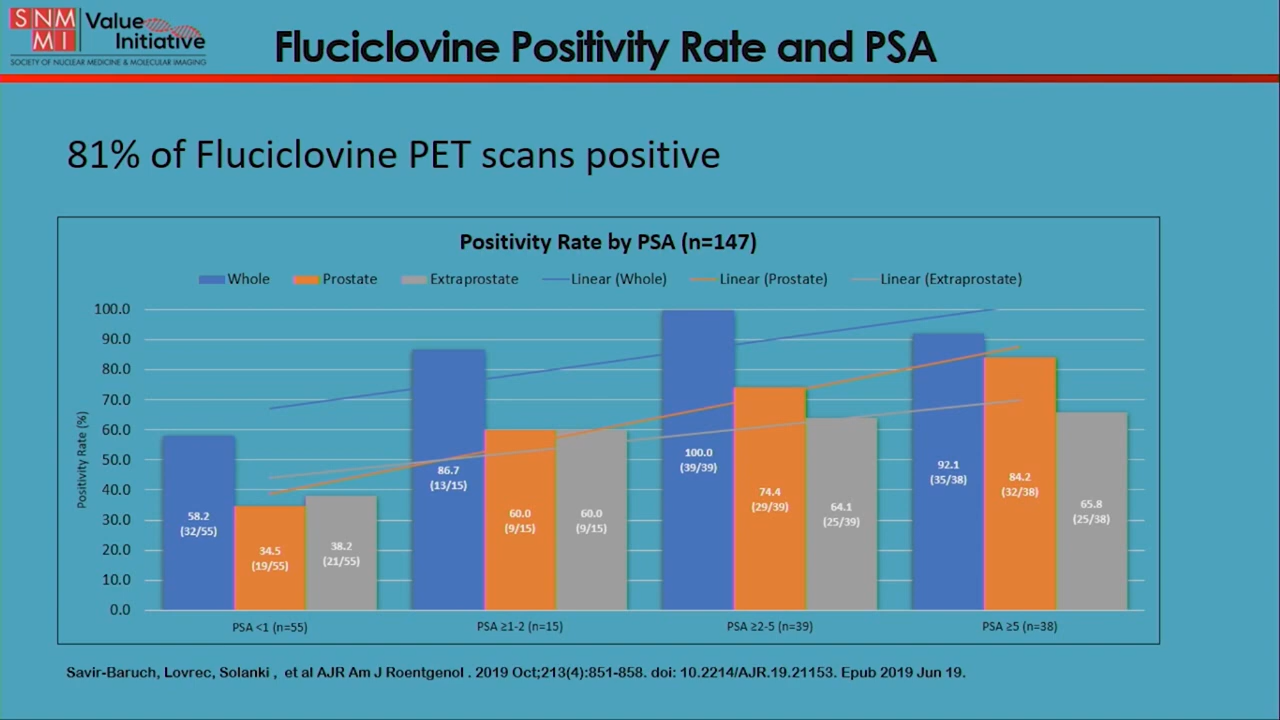 SNM
MI
Value
Initiative
SOCIETY OF NUCLEAR MEDICINE & MOLECULAR IMAGING
Fluciclovine Positivity Rate and PSA
81% of Fluciclovine PET scans positive
Positivity Rate by PSA (n=147)
Whole Prostate Extraprostate Linear (Whole) Linear (Prostate) Linear (Extraprostate)
Positivity Rate (%)
100.0
90.0
80.0
70.0
60.0
50.0
40.0
30.0
20.0
10.0
0.0
58.2
(32/55)
34.5
(19/55)
38.2
(21/55)
86.7
(13/15)
60.0
(9/15)
60.0
(9/15)
100.0
(39/39)
74.4
(29/39)
64.1
(25/39)
92.1
(35/38)
84.2
(32/38)
65.8
(25/38)
PSA <1 (n=55)
PSA ≥1-2 (n=15)
PSA ≥2-5 (n=39)
PSA ≥5 (n=38)
Savir-Baruch, Lovrec, Solanki , et al AJR Am J Roentgenol . 2019 Oct;213(4):851-858. doi: 10.2214/AJR.19.21153. Epub 2019 Jun 19.